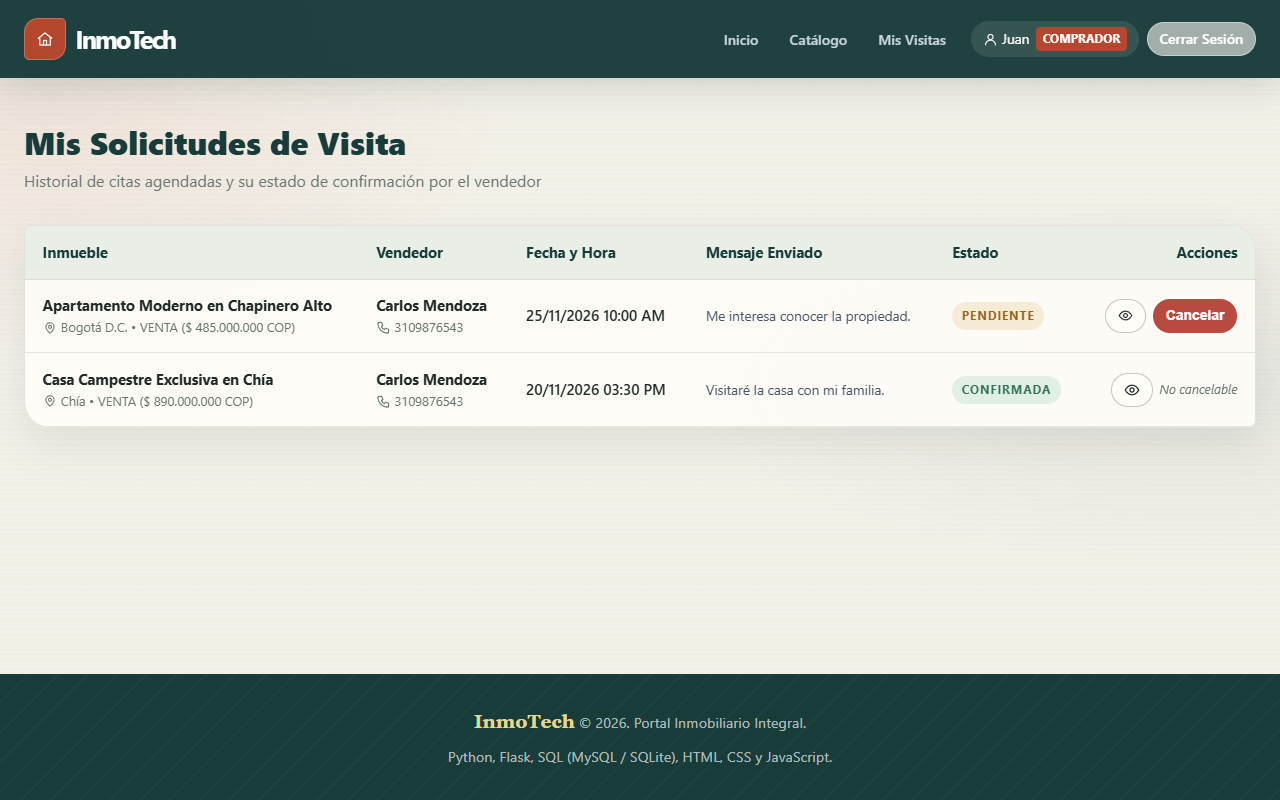 InmoTech
Inicio Catálogo Mis Visitas Juan COMPRADOR Cerrar Sesión
Mis Solicitudes de Visita
Historial de citas agendadas y su estado de confirmación por el vendedor
Inmueble Vendedor Fecha y Hora Mensaje Enviado Estado Acciones
Apartamento Moderno en Chapinero Alto
Bogotá D.C. • VENTA ($ 485.000.000 COP)
Carlos Mendoza
3109876543
25/11/2026 10:00 AM
Me interesa conocer la propiedad.
PENDIENTE
Cancelar
Casa Campestre Exclusiva en Chía
Chía • VENTA ($ 890.000.000 COP)
Carlos Mendoza
3109876543
20/11/2026 03:30 PM
Visitaré la casa con mi familia.
CONFIRMADA
No cancelable
InmoTech © 2026. Portal Inmobiliario Integral.
Python, Flask, SQL (MySQL / SQLite), HTML, CSS y JavaScript.